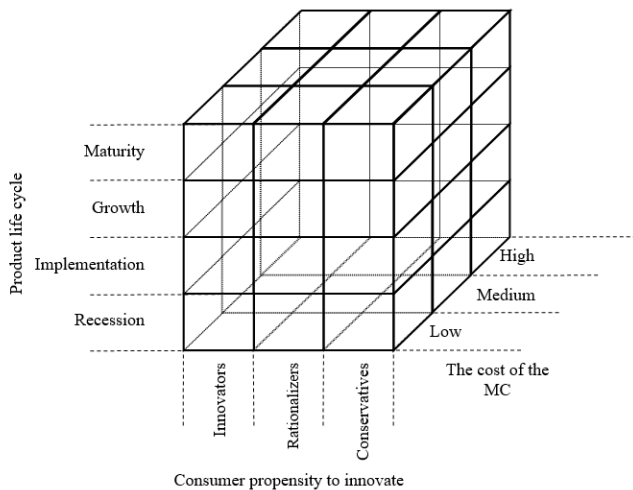 Product life cycle
Maturity
Growth
Implementation
Recession
High
Medium
Low
The cost of the
MC
Innovators
Rationalizers
Conservatives
Consumer propensity to innovate